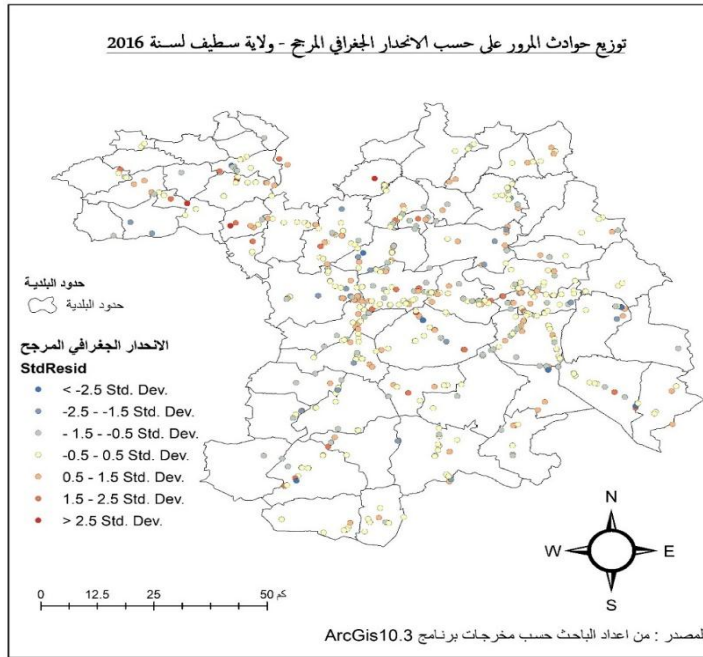 توزيع حوادث المرور على حسب الانحدار الجغرافي المرجح - ولاية سطيف لسنة 2016
حدود البلدية
حدود البلدية
الانحدار الجغرافي المرجح
StdResid
< -2.5 Std. Dev.
-2.5 - -1.5 Std. Dev.
- 1.5 - -0.5 Std. Dev.
-0.5 - 0.5 Std. Dev.
0.5 - 1.5 Std. Dev.
1.5 - 2.5 Std. Dev.
> 2.5 Std. Dev.
N
W E
S
0 12.5 25 50 كم
المصدر : من اعداد الباحث حسب مخرجات برنامج ArcGis10.3